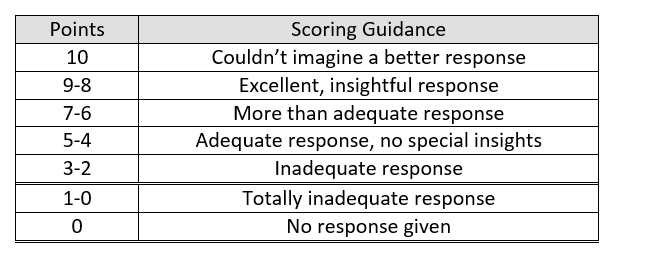 Points Scoring Guidance
10 Couldn’t imagine a better response
9-8 Excellent, insightful response
7-6 More than adequate response
5-4 Adequate response, no special insights
3-2 Inadequate response
1-0 Totally inadequate response
0 No response given